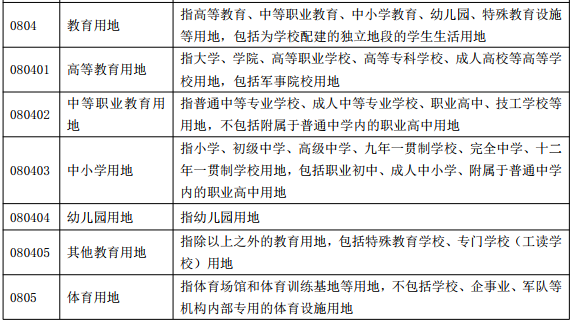 0804 教育用地 指高等教育、中等职业教育、中小学教育、幼儿园、特殊教育设施
等用地,包括为学校配建的独立地段的学生生活用地
080401 高等教育用地 指大学、学院、高等职业学校、高等专科学校、成人高校等高等学
校用地,包括军事院校用地
080402 中等职业教育用
地 指普通中等专业学校、成人中等专业学校、职业高中、技工学校等
用地,不包括附属于普通中学内的职业高中用地
080403 中小学用地 指小学、初级中学、高级中学、九年一贯制学校、完全中学、十二
年一贯制学校用地,包括职业初中、成人中小学、附属于普通中学
内的职业高中用地
080404 幼儿园用地 指幼儿园用地
080405 其他教育用地 指除以上之外的教育用地,包括特殊教育学校、专门学校(工读学
校)用地
0805 体育用地 指体育场馆和体育训练基地等用地,不包括学校、企事业、军队等
机构内部专用的体育设施用地